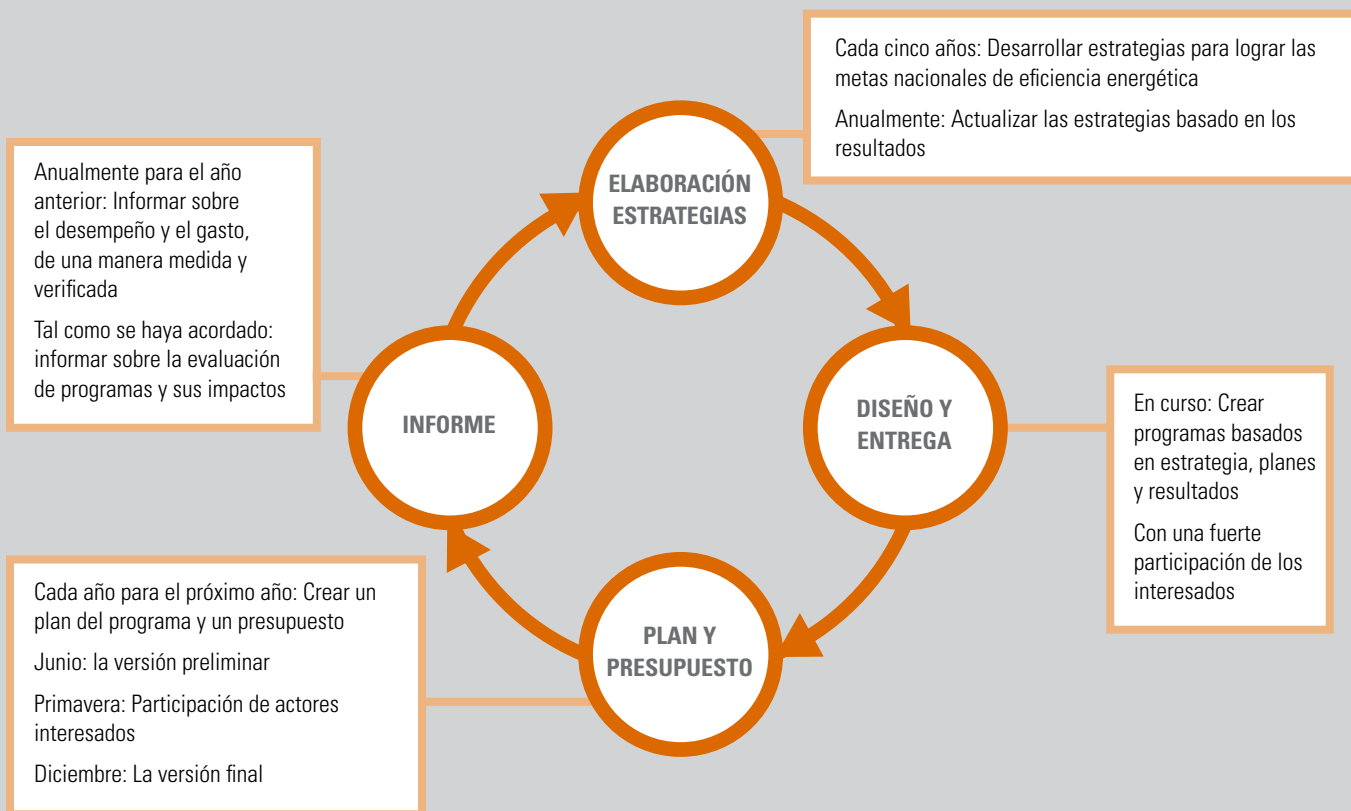 Cada cinco años: Desarrollar estrategias para lograr las
metas nacionales de eficiencia energética
Anualmente: Actualizar las estrategias basado en los
resultados
ELABORACIÓN
ESTRATEGIAS
Anualmente para el año
anterior: Informar sobre
el desempeño y el gasto,
de una manera medida y
verificada
Tal como se haya acordado:
informar sobre la evaluación
de programas y sus impactos
INFORME
DISEÑO Y
ENTREGA
En curso: Crear
programas basados
en estrategia, planes
y resultados
Con una fuerte
participación de los
interesados
Cada año para el próximo año: Crear un
plan del programa y un presupuesto
Junio: la versión preliminar
Primavera: Participación de actores
interesados
Diciembre: La versión final
PLAN Y
PRESUPUESTO